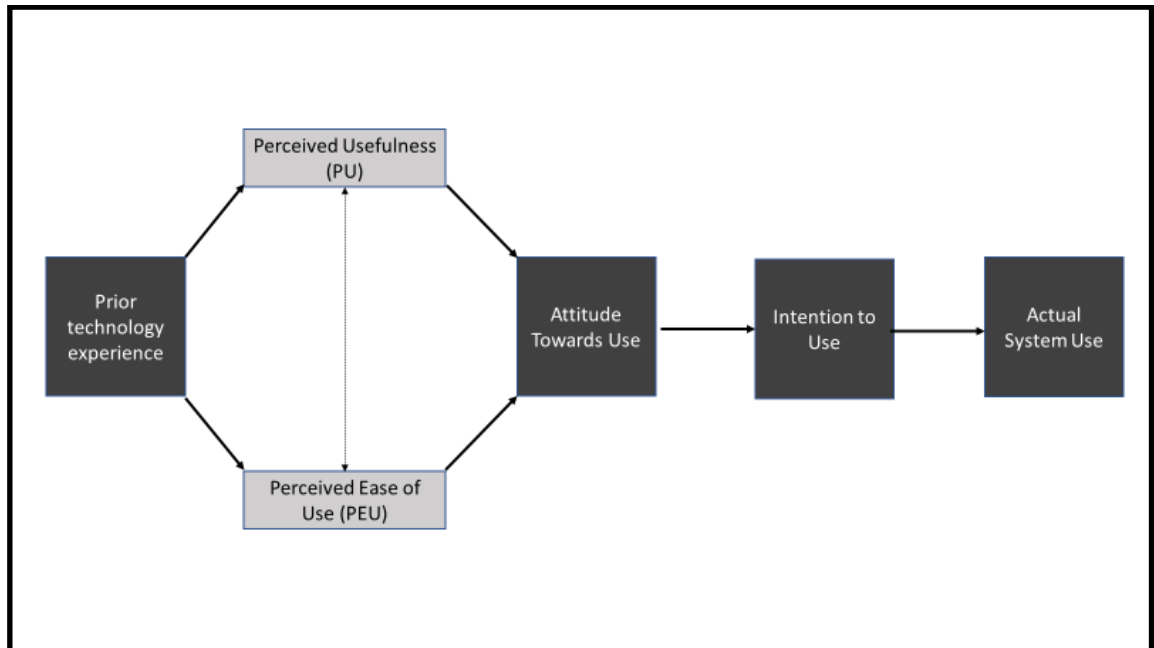 Perceived Usefulness
(PU)
Prior
technology
experience
Attitude
Towards Use
Intention to
Use
Actual
System Use
Perceived Ease of
Use (PEU)